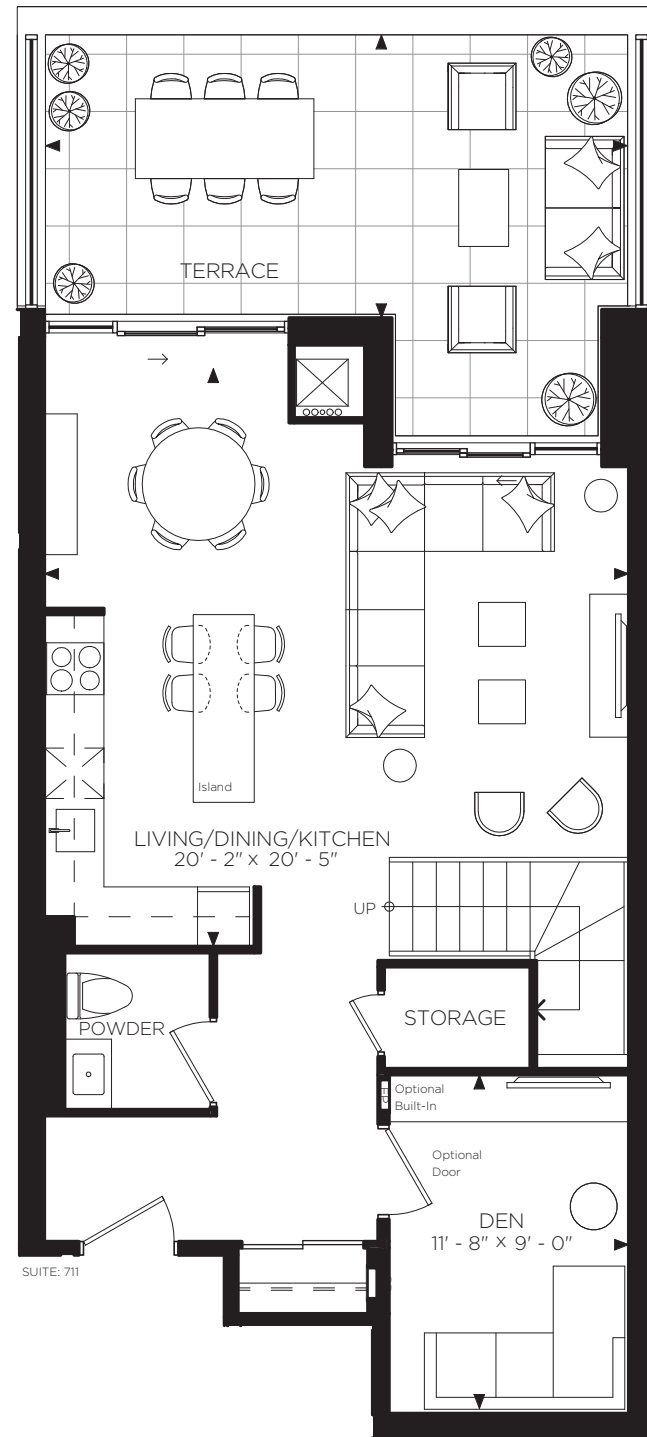 TERRACE
Island
LIVING/DINING/KITCHEN
20' - 2" x 20' - 5"
UP
POWDER
STORAGE
Optional
Built-In
Optional
Door
DEN
11' - 8" x 9' - 0"
SUITE: 711